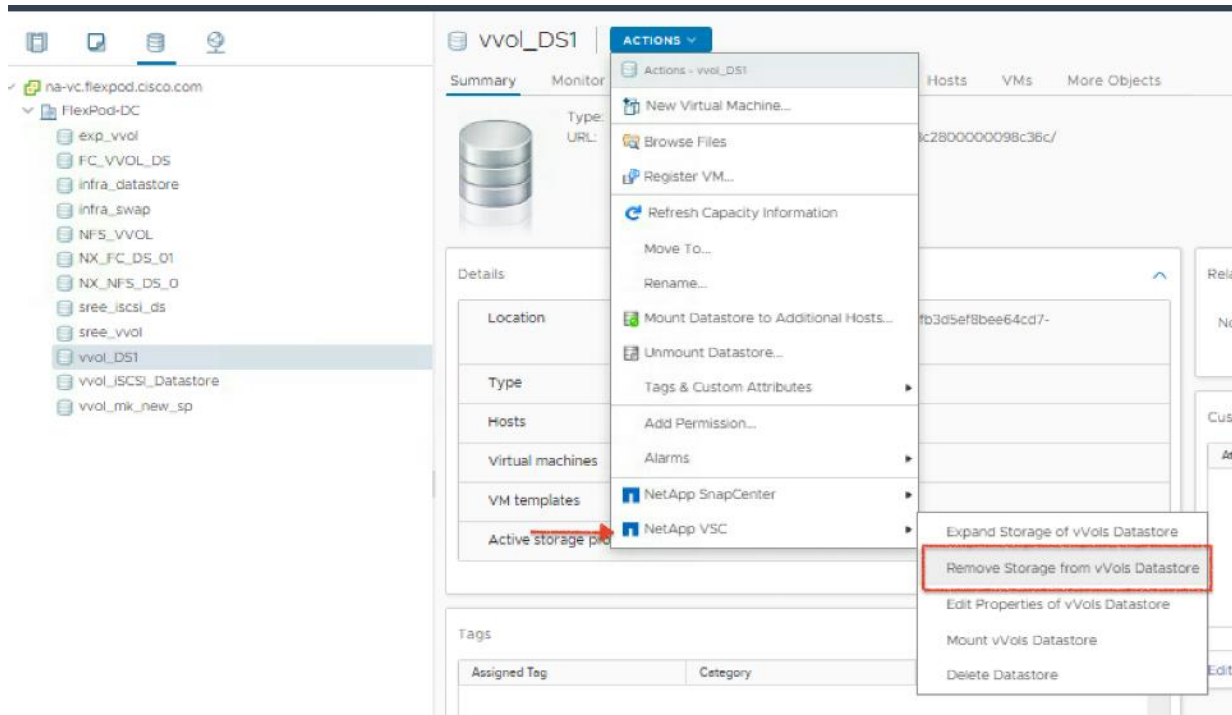 vvol_DS1
ACTIONS
Actions - vvol_DS1
Summary
Monitor
Hosts
VMs
More Objects
na-vc.flexpod.cisco.com
FlexPod-DC
exp_vvol
FC_VVOL_DS
infra_datastore
infra_swap
NFS_VVOL
NX_FC_DS_01
NX_NFS_DS_0
sree_iscsi_ds
sree_vvol
vvol_DS1
vvol_iSCSI_Datastore
vvol_mk_new_sp
Type:
URL:
c2800000098c36c/
New Virtual Machine...
Browse Files
Register VM...
Refresh Capacity Information
Move To...
Rename...
Mount Datastore to Additional Hosts...
Unmount Datastore...
Tags & Custom Attributes
Add Permission...
Alarms
NetApp SnapCenter
NetApp VSC
Expand Storage of vVols Datastore
Remove Storage from vVols Datastore
Edit Properties of vVols Datastore
Mount vVols Datastore
Delete Datastore
Details
Location
fb3d5ef8bee64cd7-
Type
Hosts
Virtual machines
VM templates
Active storage pro
Tags
Assigned Tag
Category
Rela
No
Cus
Edit